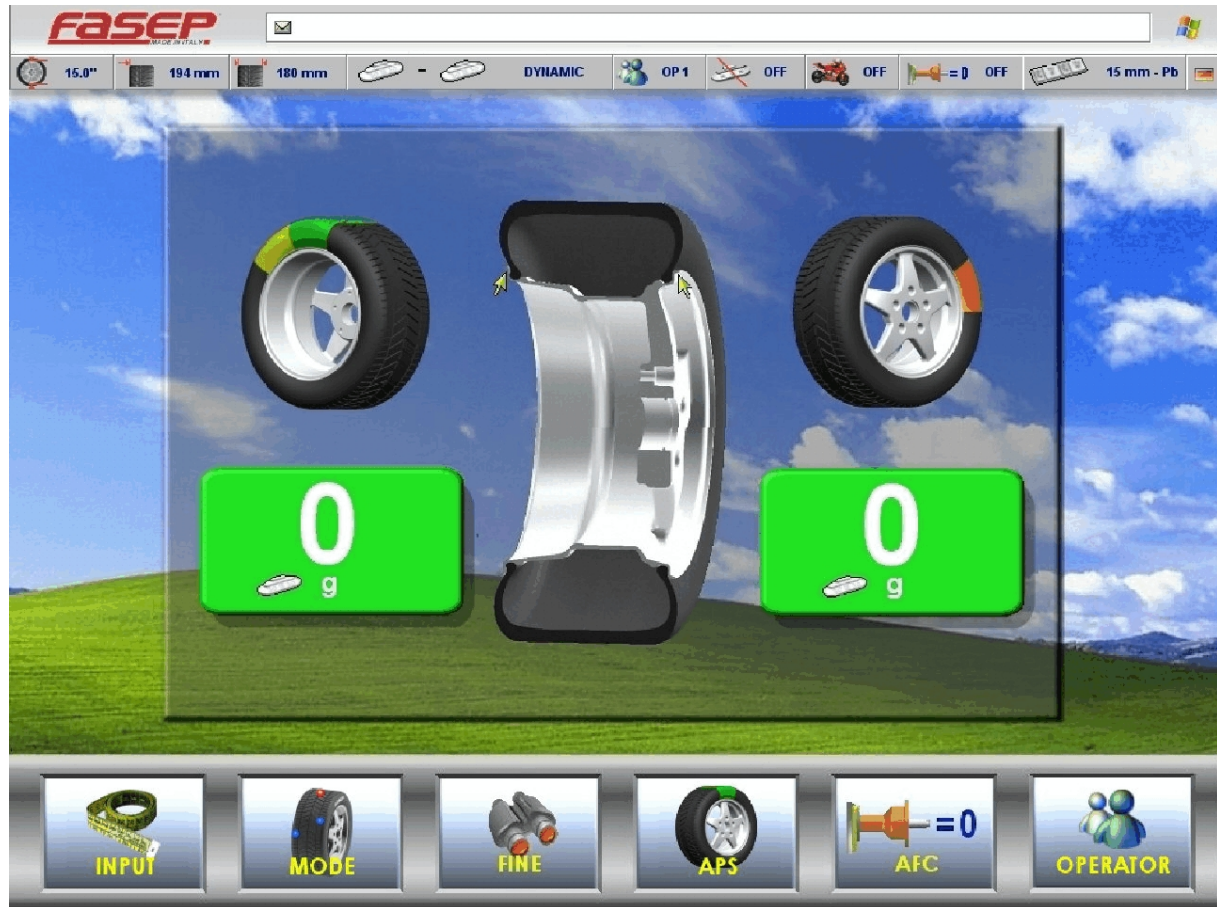 FASEP
MADE IN ITALY
15.0" 194 mm 180 mm - DYNAMIC OP 1 OFF OFF =0 OFF 15 mm - Pb
0 0
g g
INPUT MODE FINE APS =0 AFC OPERATOR